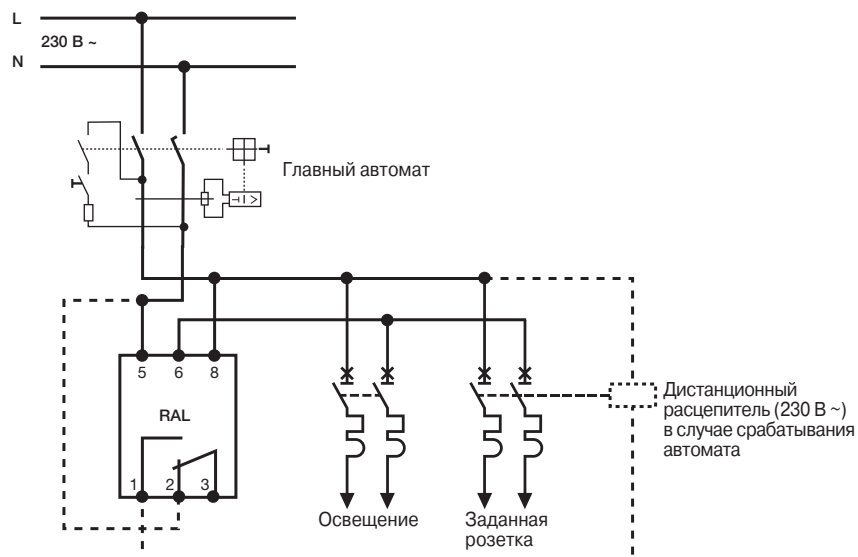 L
230 В ~
N
Главный автомат
5 6 8
RAL
1 2 3
Дистанционный
расцепитель (230 В ~)
в случае срабатывания
автомата
Освещение
Заданная
розетка